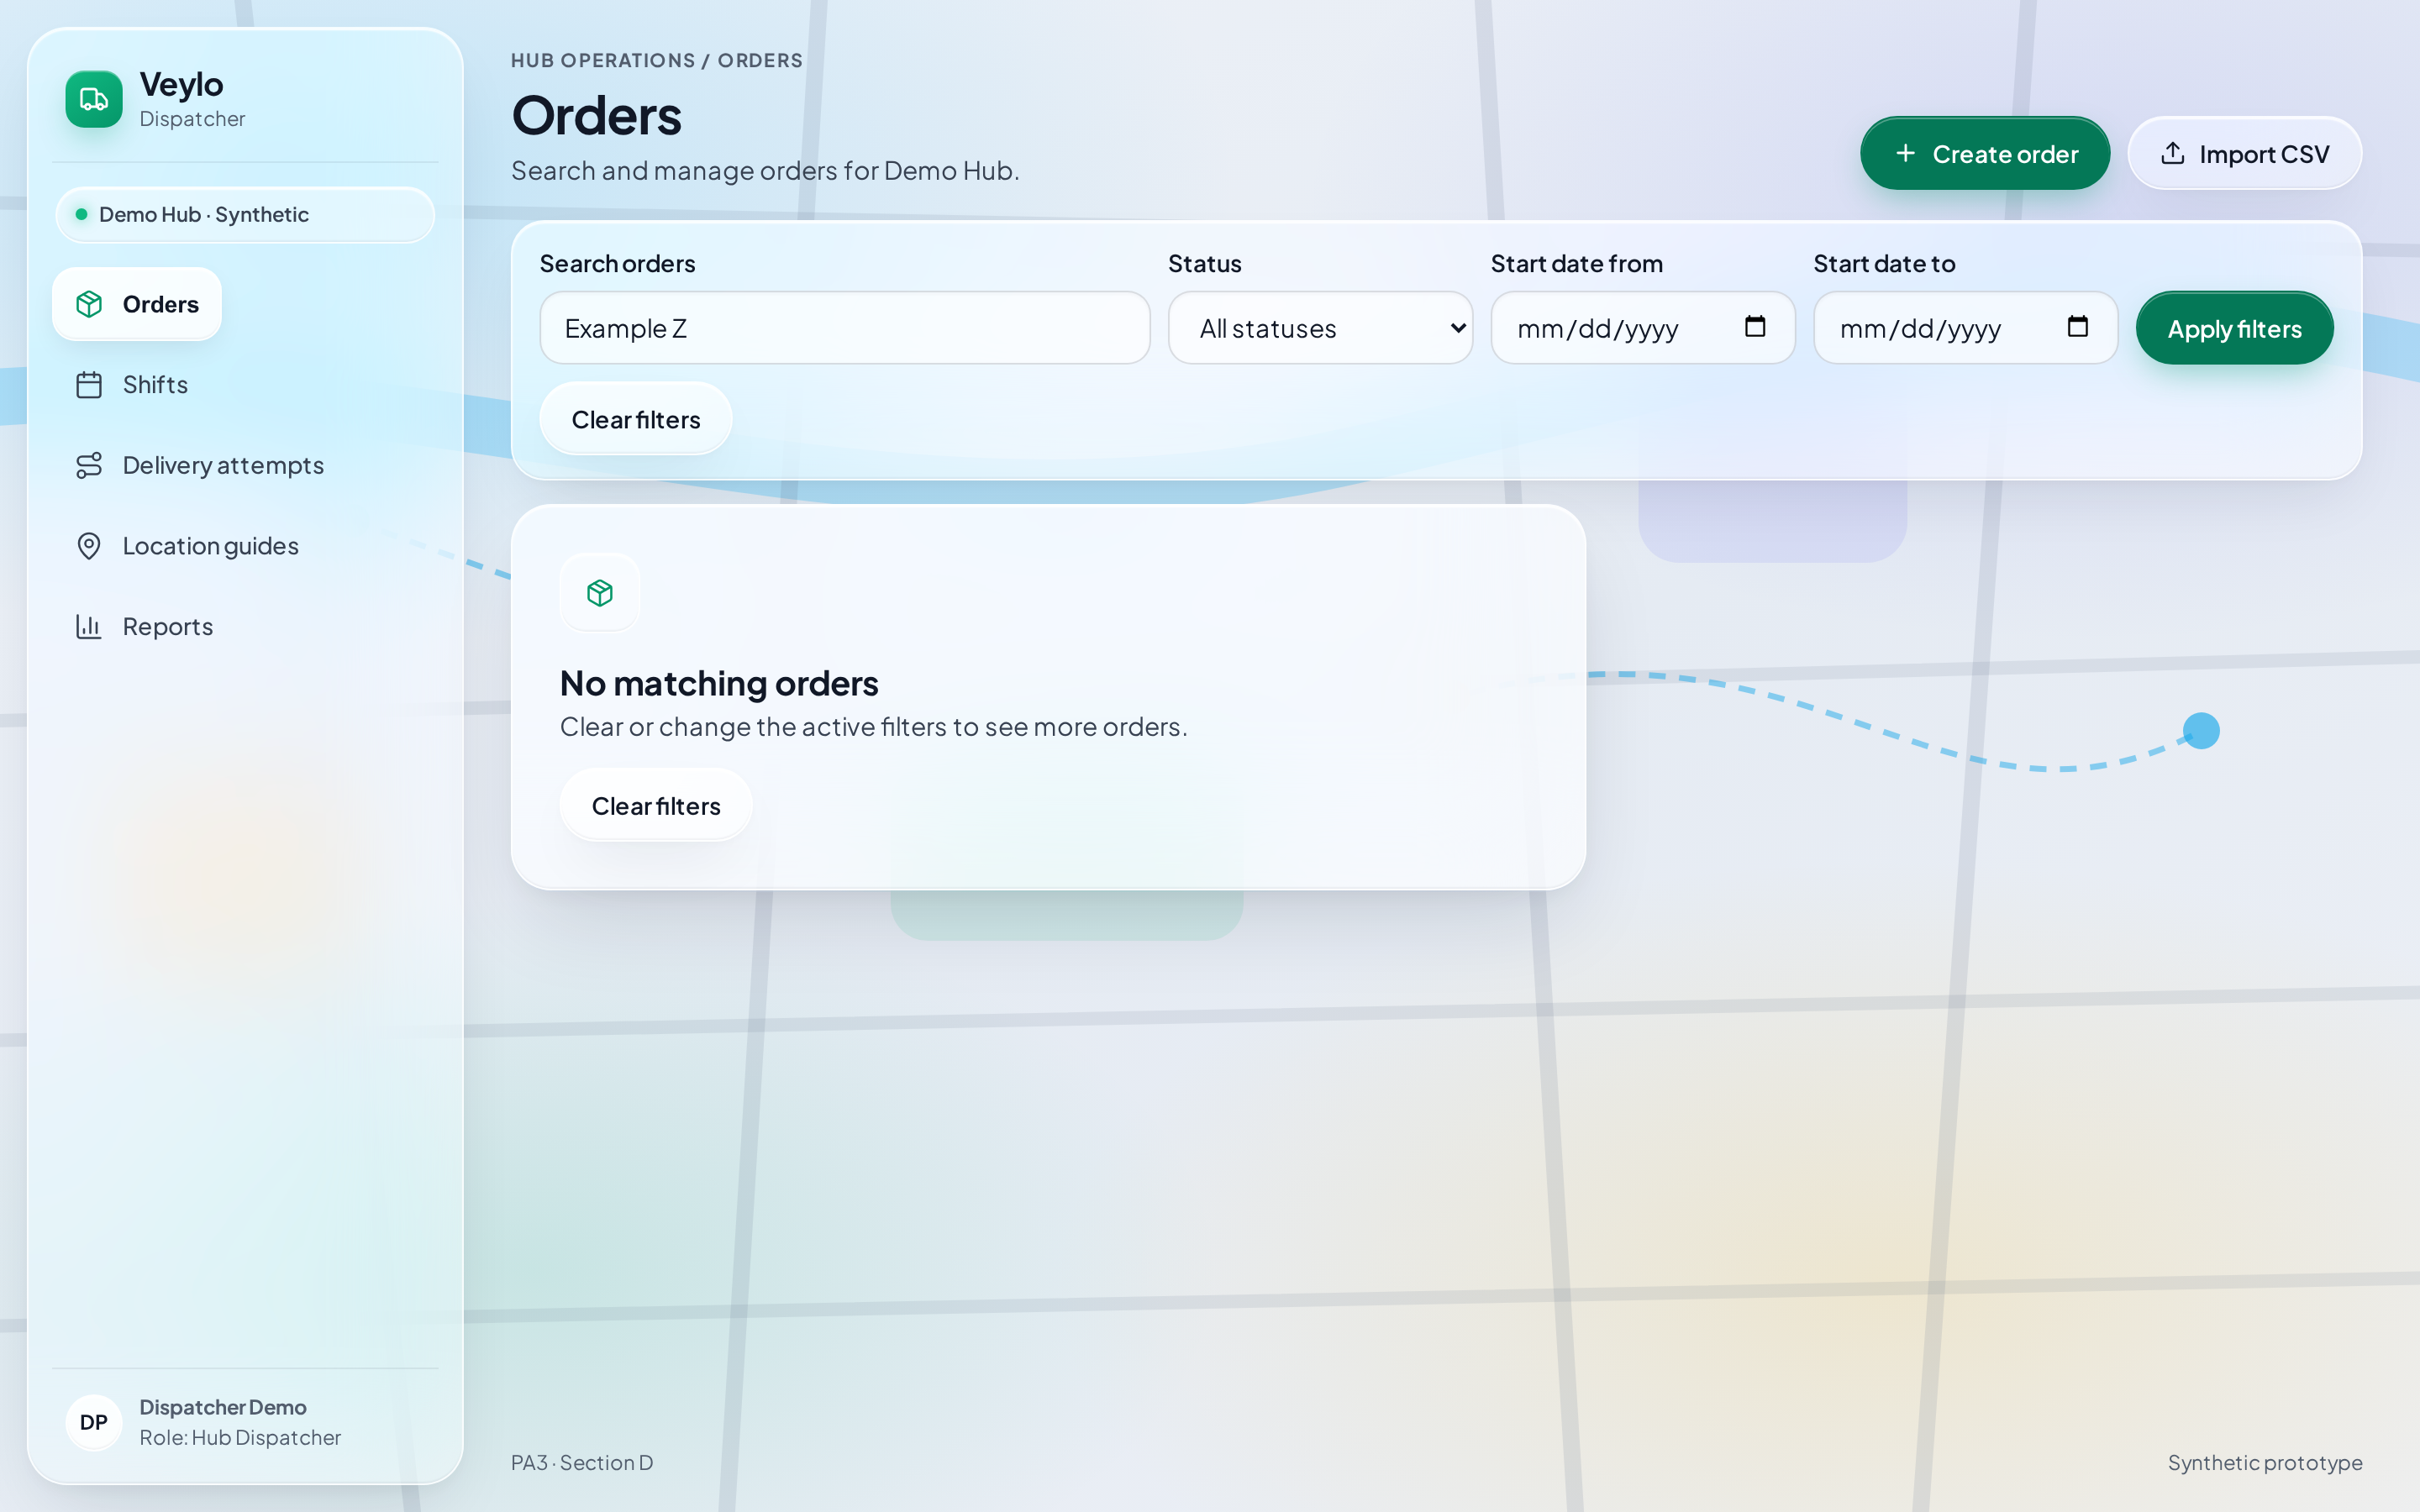 Veylo
Dispatcher
Demo Hub · Synthetic
Orders
Shifts
Delivery attempts
Location guides
Reports
DP
Dispatcher Demo
Role: Hub Dispatcher
HUB OPERATIONS / ORDERS
Orders
Search and manage orders for Demo Hub.
Create order
Import CSV
Search orders
Status
Start date from
Start date to
Example Z
All statuses
mm/dd/yyyy
mm/dd/yyyy
Apply filters
Clear filters
No matching orders
Clear or change the active filters to see more orders.
Clear filters
PA3 · Section D
Synthetic prototype